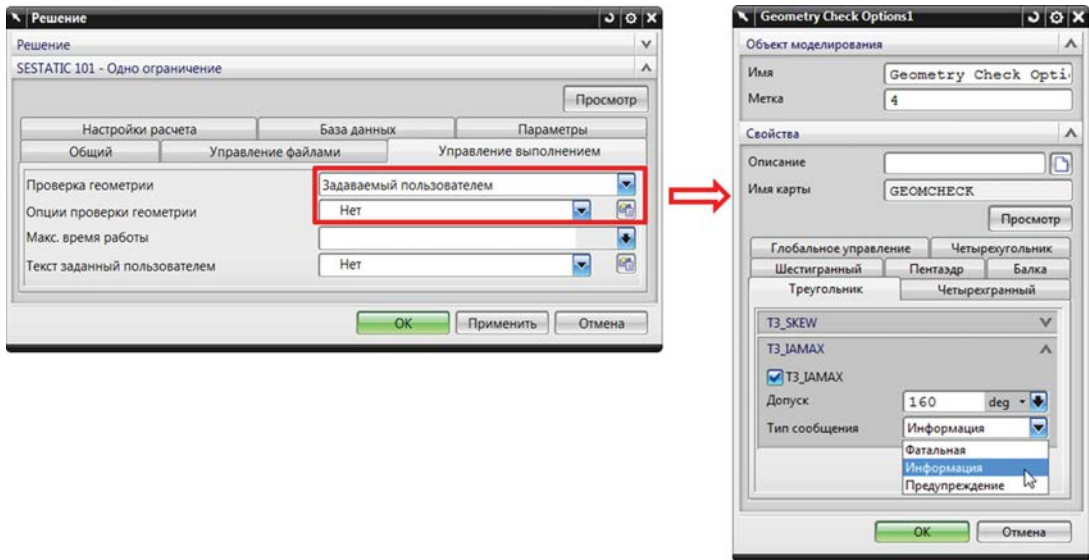 Решение
Решение
SESTATIC 101 - Одно ограничение
Просмотр
Настройки расчета База данных Параметры
Общий Управление файлами Управление выполнением
Проверка геометрии Задаваемый пользователем
Опции проверки геометрии Нет
Макс. время работы
Текст заданный пользователем Нет
OK Применить Отмена
Geometry Check Options1
Объект моделирования
Имя Geometry Check Opti
Метка 4
Свойства
Описание
Имя карты GEOMCHECK
Просмотр
Глобальное управление Четырехугольник
Шестигранный Пентаэдр Балка
Треугольник Четырехгранный
T3_SKEW
T3_IAMAX
T3_IAMAX
Допуск 160 deg
Тип сообщения Информация
Фатальная
Информация
Предупреждение
OK Отмена